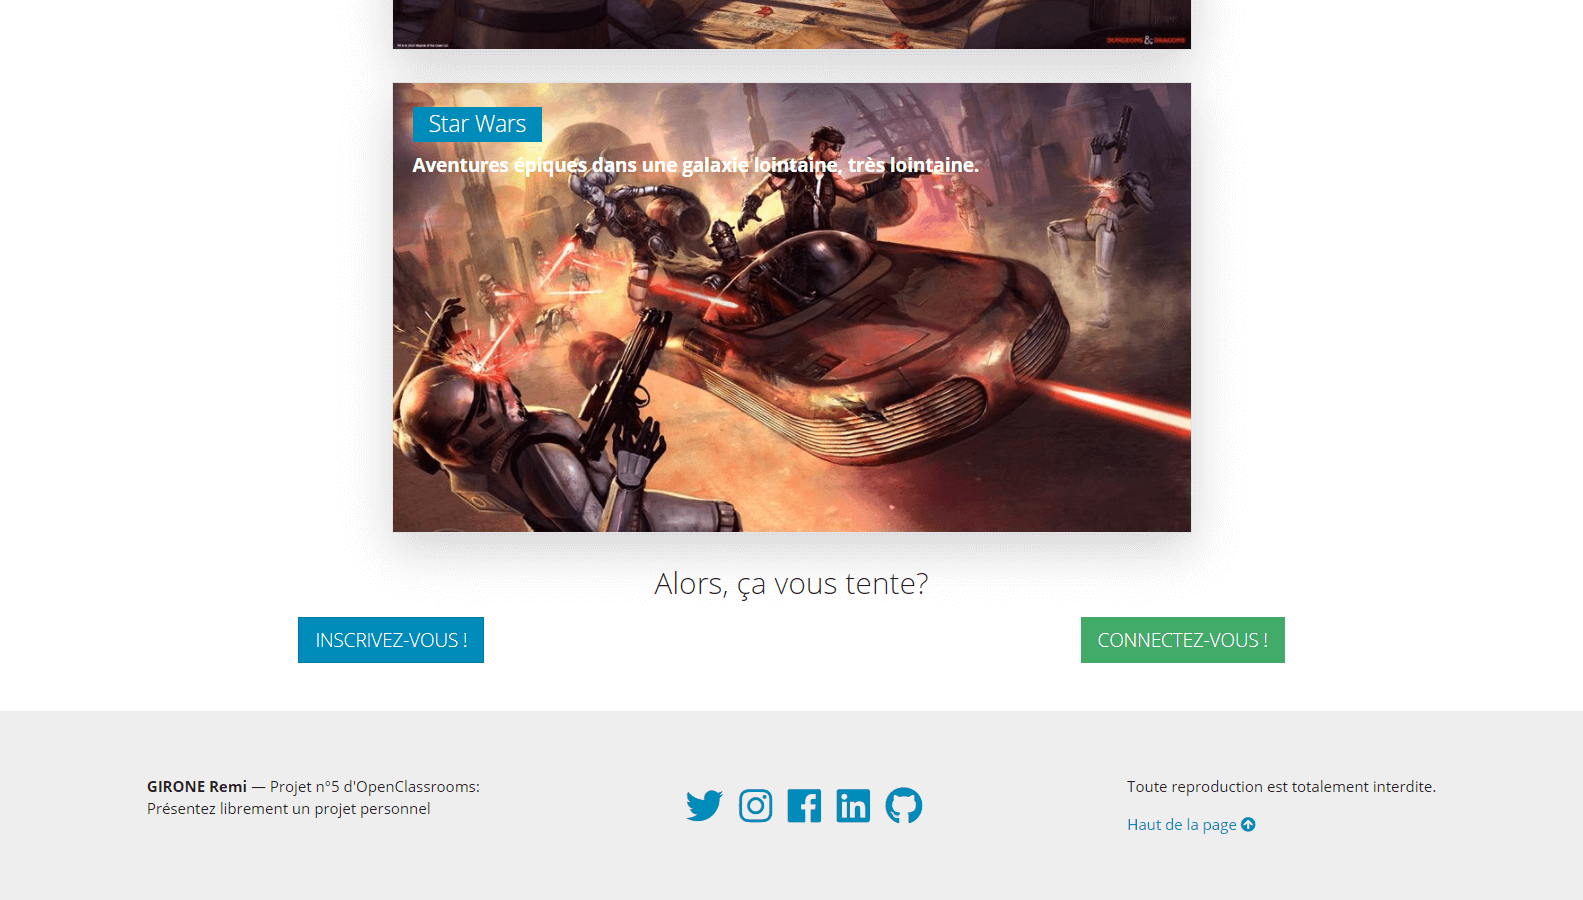 DUNGEONS & DRAGONS
Star Wars
Aventures épiques dans une galaxie lointaine, très lointaine.
Alors, ça vous tente?
INSCRIVEZ-VOUS !
CONNECTEZ-VOUS !
GIRONE Remi — Projet n°5 d'OpenClassrooms:
Présentez librement un projet personnel
Toute reproduction est totalement interdite.
Haut de la page